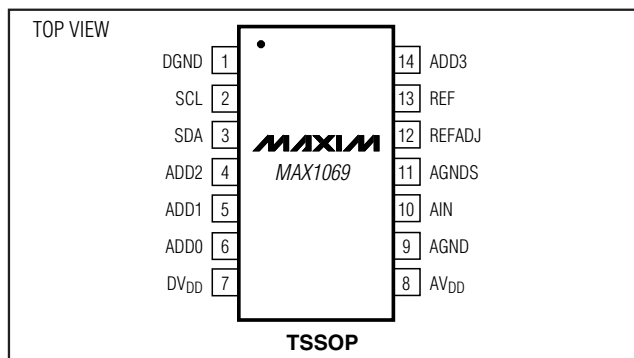 TOP VIEW
DGND 1
SCL 2
SDA 3
ADD2 4
ADD1 5
ADD0 6
DVDD 7
MAXIM
MAX1069
14 ADD3
13 REF
12 REFADJ
11 AGNDS
10 AIN
9 AGND
8 AVDD
TSSOP